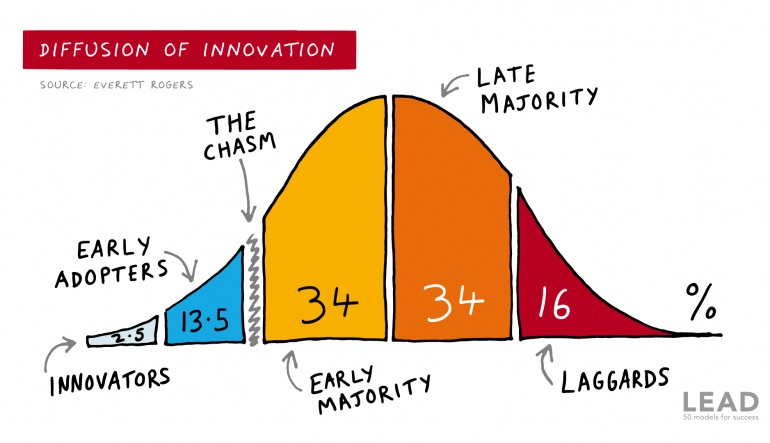 DIFFUSION OF INNOVATION
SOURCE: EVERETT ROGERS
THE
CHASM
LATE
MAJORITY
EARLY
ADOPTERS
2.5
13.5
34
34
16
%
INNOVATORS
EARLY
MAJORITY
LAGGARDS
LEAD
50 models for success